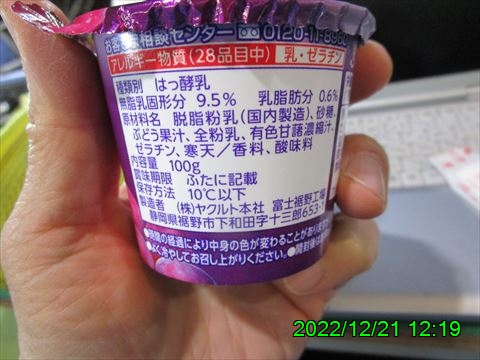 お客様相談センター 0120-11-8960
アレルギー物質(28品目中) 乳・ゼラチン
種類別 はっ酵乳
無脂乳固形分 9.5% 乳脂肪分 0.6%
原材料名 脱脂粉乳(国内製造)、砂糖、
ぶどう果汁、全粉乳、有色甘藷濃縮汁、
ゼラチン、寒天/香料、酸味料
内容量 100g
賞味期限 ふたに記載
保存方法 10℃以下
製造者 (株)ヤクルト本社 富士裾野工場
静岡県裾野市下和田字十三郎653-1
●時間の経過により中身の色が変わることがありま
●よく冷やしてお召し上がりください。●開封後は
2022/12/21 12:19